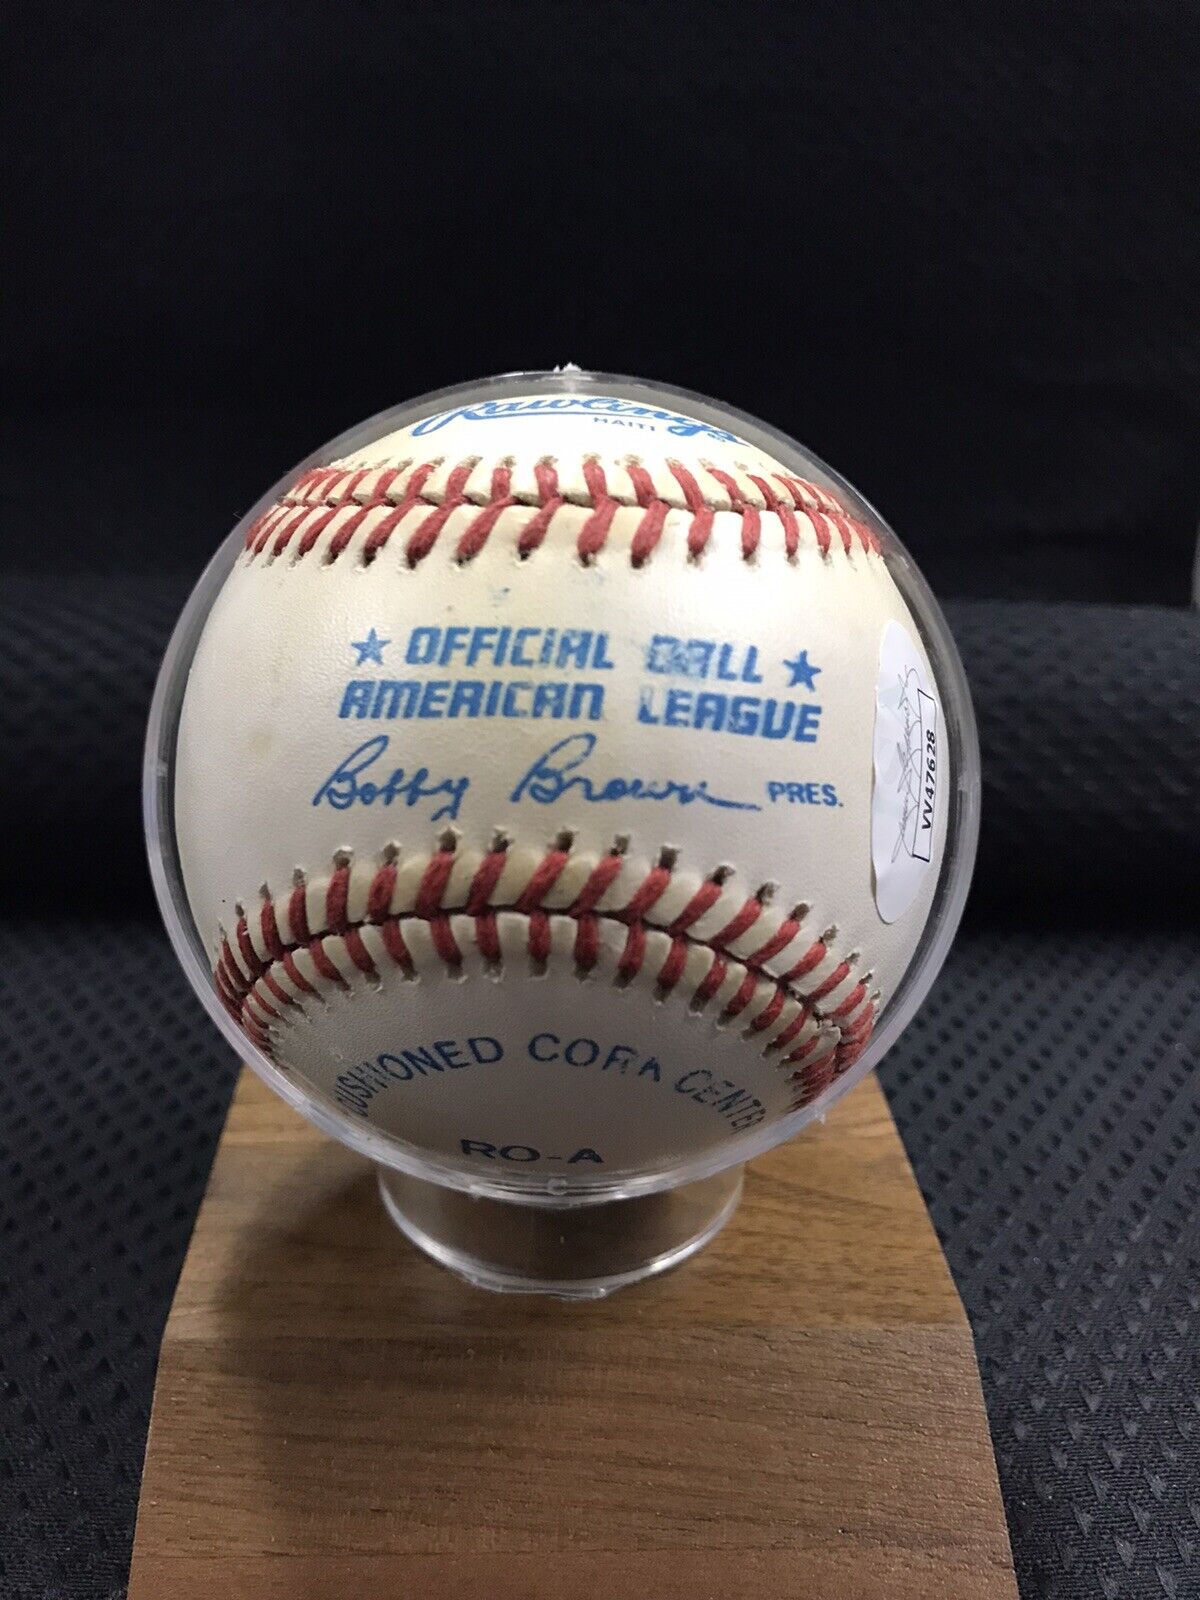 Rawlings
HAITI
★ OFFICIAL BALL ★
AMERICAN LEAGUE
Bobby Brown PRES.
VV47628
CUSHIONED CORK CENTER
RO-A